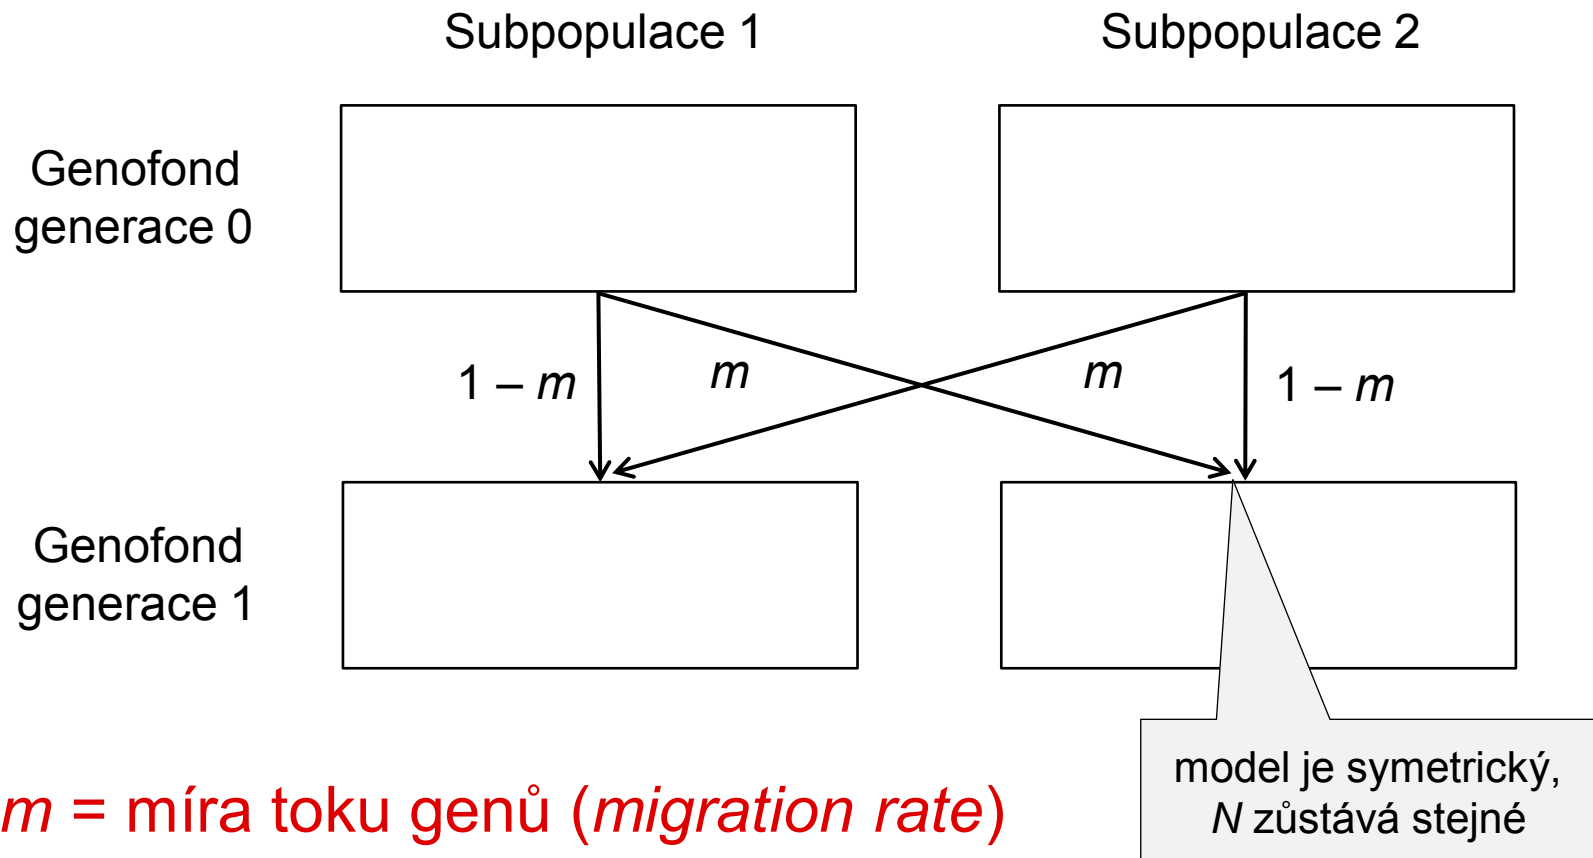 Subpopulace 1
Subpopulace 2
Genofond
generace 0
1 – m
m
m
1 – m
Genofond
generace 1
model je symetrický,
N zůstává stejné
m = míra toku genů (migration rate)